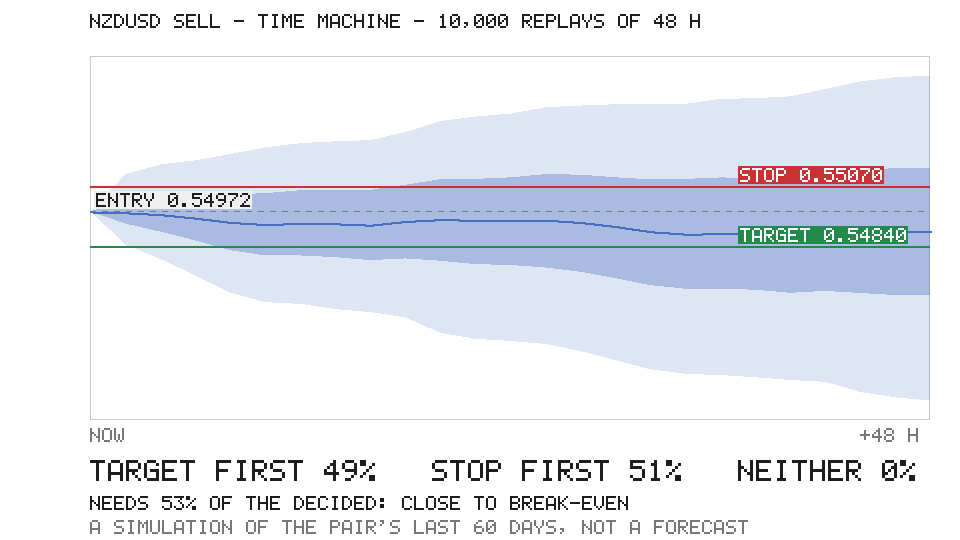 NZDUSD SELL - TIME MACHINE - 10,000 REPLAYS OF 48 H
STOP 0.55070
ENTRY 0.54972
TARGET 0.54840
NOW +48 H
TARGET FIRST 49% STOP FIRST 51% NEITHER 0%
NEEDS 53% OF THE DECIDED: CLOSE TO BREAK-EVEN
A SIMULATION OF THE PAIR'S LAST 60 DAYS, NOT A FORECAST